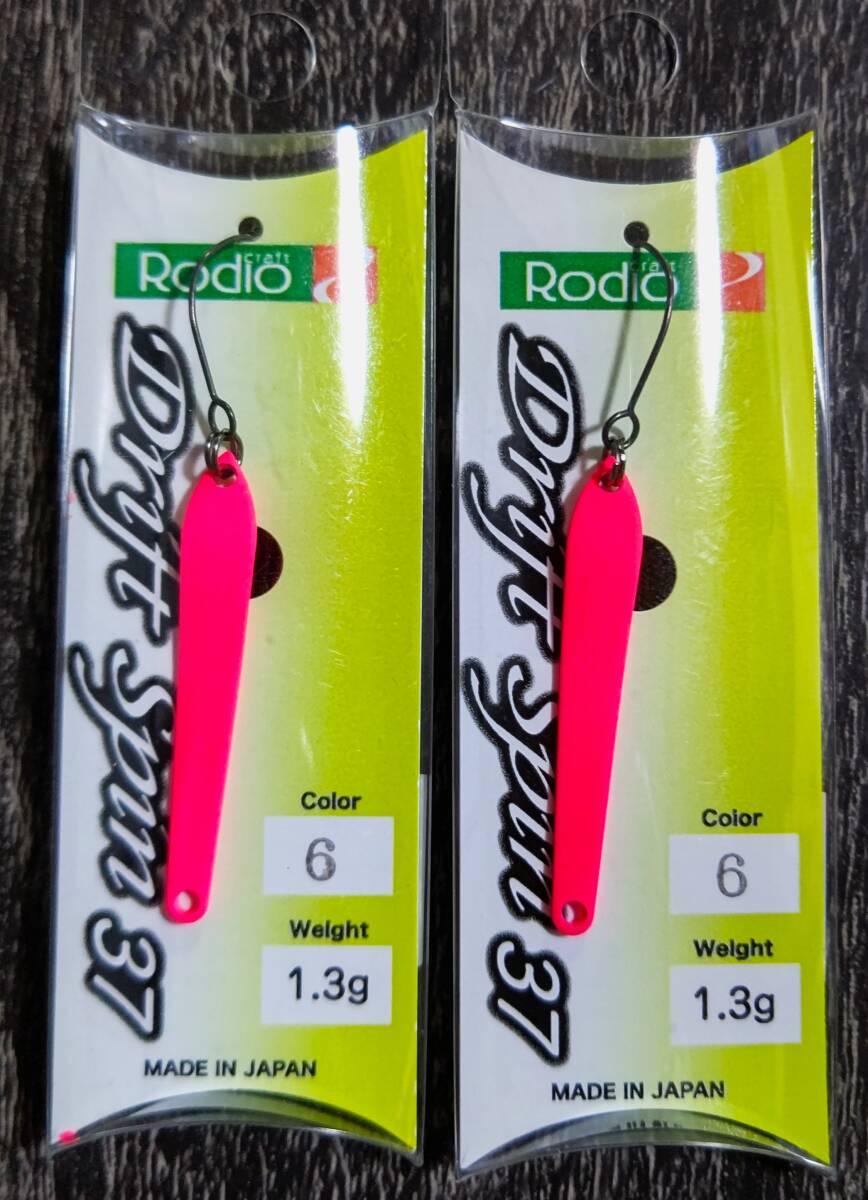 craft
Rodio
Drift Spin 37
Color
6
Weight
1.3g
MADE IN JAPAN
craft
Rodio
Drift Spin 37
Color
6
Weight
1.3g
MADE IN JAPAN